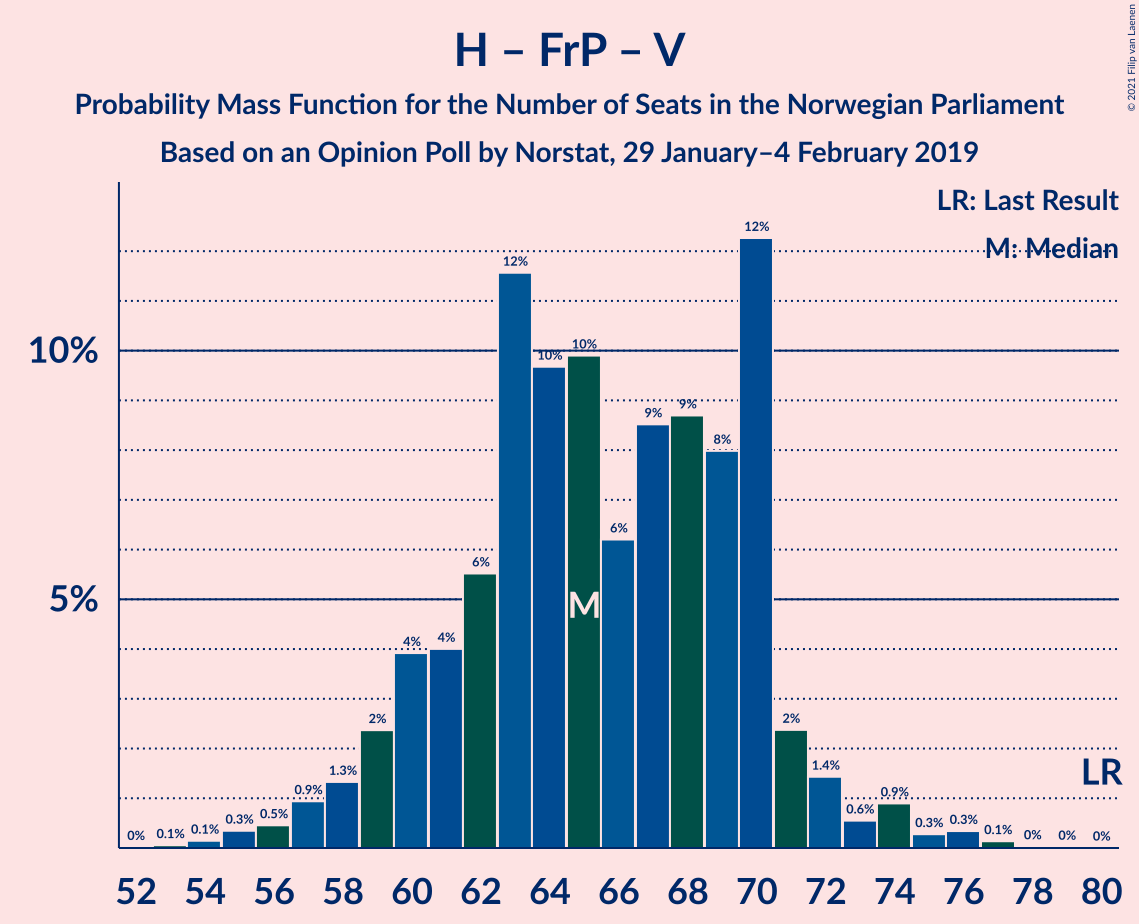 H – FrP – V
Probability Mass Function for the Number of Seats in the Norwegian Parliament
Based on an Opinion Poll by Norstat, 29 January–4 February 2019
© 2021 Filip van Laenen
LR: Last Result
M: Median
10%
5%
0% 0.1% 0.1% 0.3% 0.5% 0.9% 1.3% 2% 4% 4% 6% 12% 10% 10% 6% 9% 9% 8% 12% 2% 1.4% 0.6% 0.9% 0.3% 0.3% 0.1% 0% 0% 0%
M
LR
52 54 56 58 60 62 64 66 68 70 72 74 76 78 80